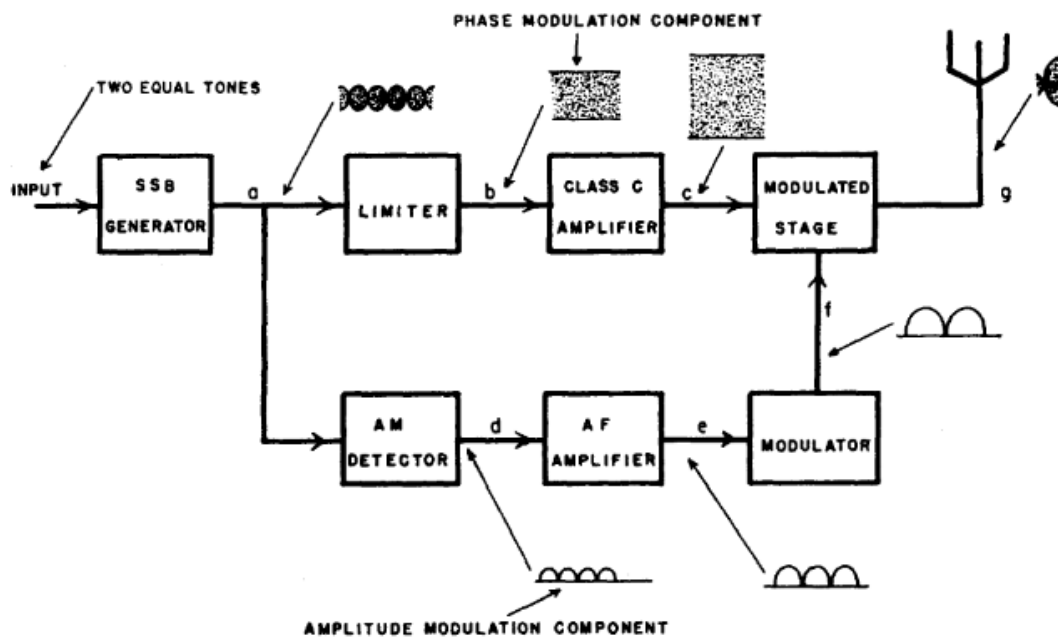 PHASE MODULATION COMPONENT
TWO EQUAL TONES
INPUT
SSB
GENERATOR
a
LIMITER
b
CLASS C
AMPLIFIER
c
MODULATED
STAGE
g
f
AM
DETECTOR
d
AF
AMPLIFIER
e
MODULATOR
AMPLITUDE MODULATION COMPONENT